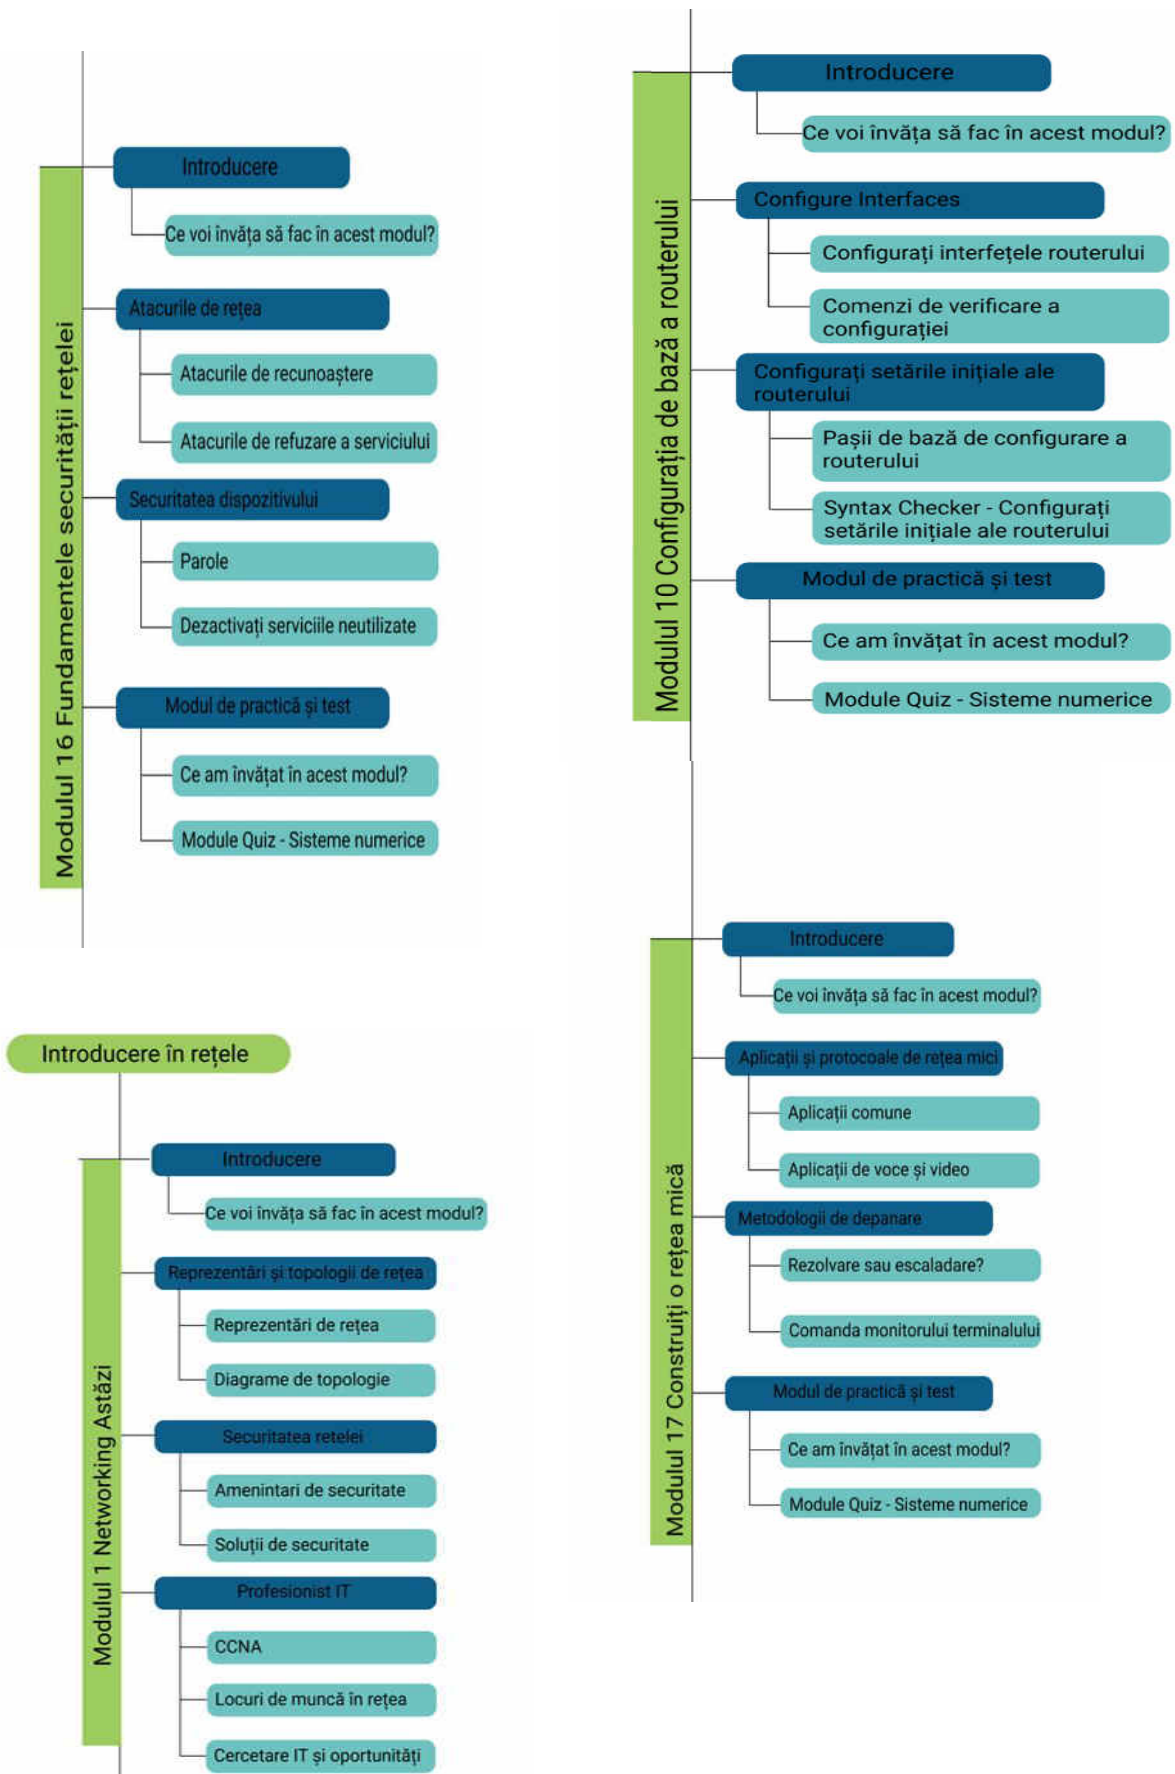 Modulul 16 Fundamentele securității rețelei
Introducere
Ce voi învăța să fac în acest modul?
Atacurile de rețea
Atacurile de recunoaștere
Atacurile de refuzare a serviciului
Securitatea dispozitivului
Parole
Dezactivați serviciile neutilizate
Modul de practică și test
Ce am învățat în acest modul?
Module Quiz - Sisteme numerice
Modulul 10 Configurația de bază a routerului
Introducere
Ce voi învăța să fac în acest modul?
Configure Interfaces
Configurați interfețele routerului
Comenzi de verificare a
configurației
Configurați setările inițiale ale
routerului
Pașii de bază de configurare a
routerului
Syntax Checker - Configurați
setările inițiale ale routerului
Modul de practică și test
Ce am învățat în acest modul?
Module Quiz - Sisteme numerice
Introducere în rețele
Modulul 1 Networking Astăzi
Introducere
Ce voi învăța să fac în acest modul?
Reprezentări și topologii de rețea
Reprezentări de rețea
Diagrame de topologie
Securitatea retelei
Amenintari de securitate
Soluții de securitate
Profesionist IT
CCNA
Locuri de muncă în rețea
Cercetare IT și oportunități
Modulul 17 Construiți o rețea mică
Introducere
Ce voi învăța să fac în acest modul?
Aplicații și protocoale de rețea mici
Aplicații comune
Aplicații de voce și video
Metodologii de depanare
Rezolvare sau escaladare?
Comanda monitorului terminalului
Modul de practică și test
Ce am învățat în acest modul?
Module Quiz - Sisteme numerice